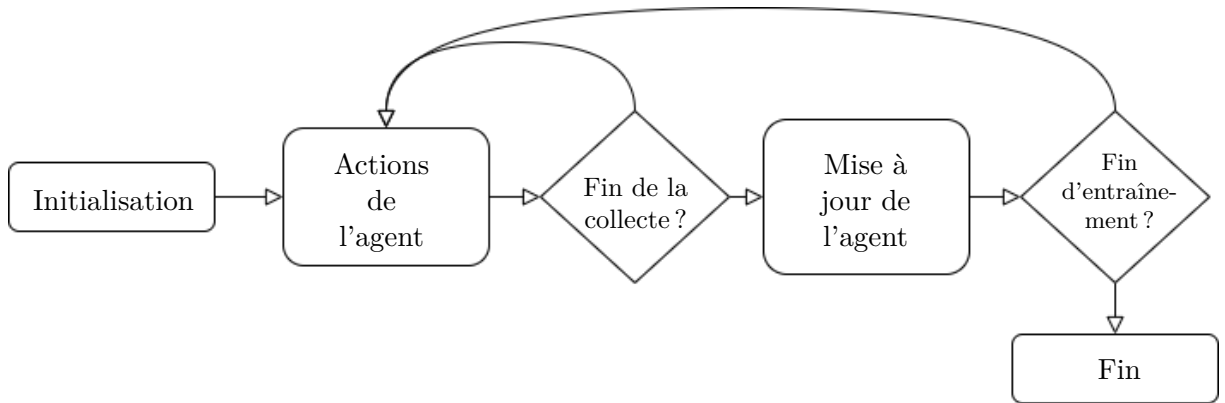 Initialisation
Actions
de
l'agent
Fin de la
collecte ?
Mise à
jour de
l'agent
Fin
d'entraîne-
ment ?
Fin